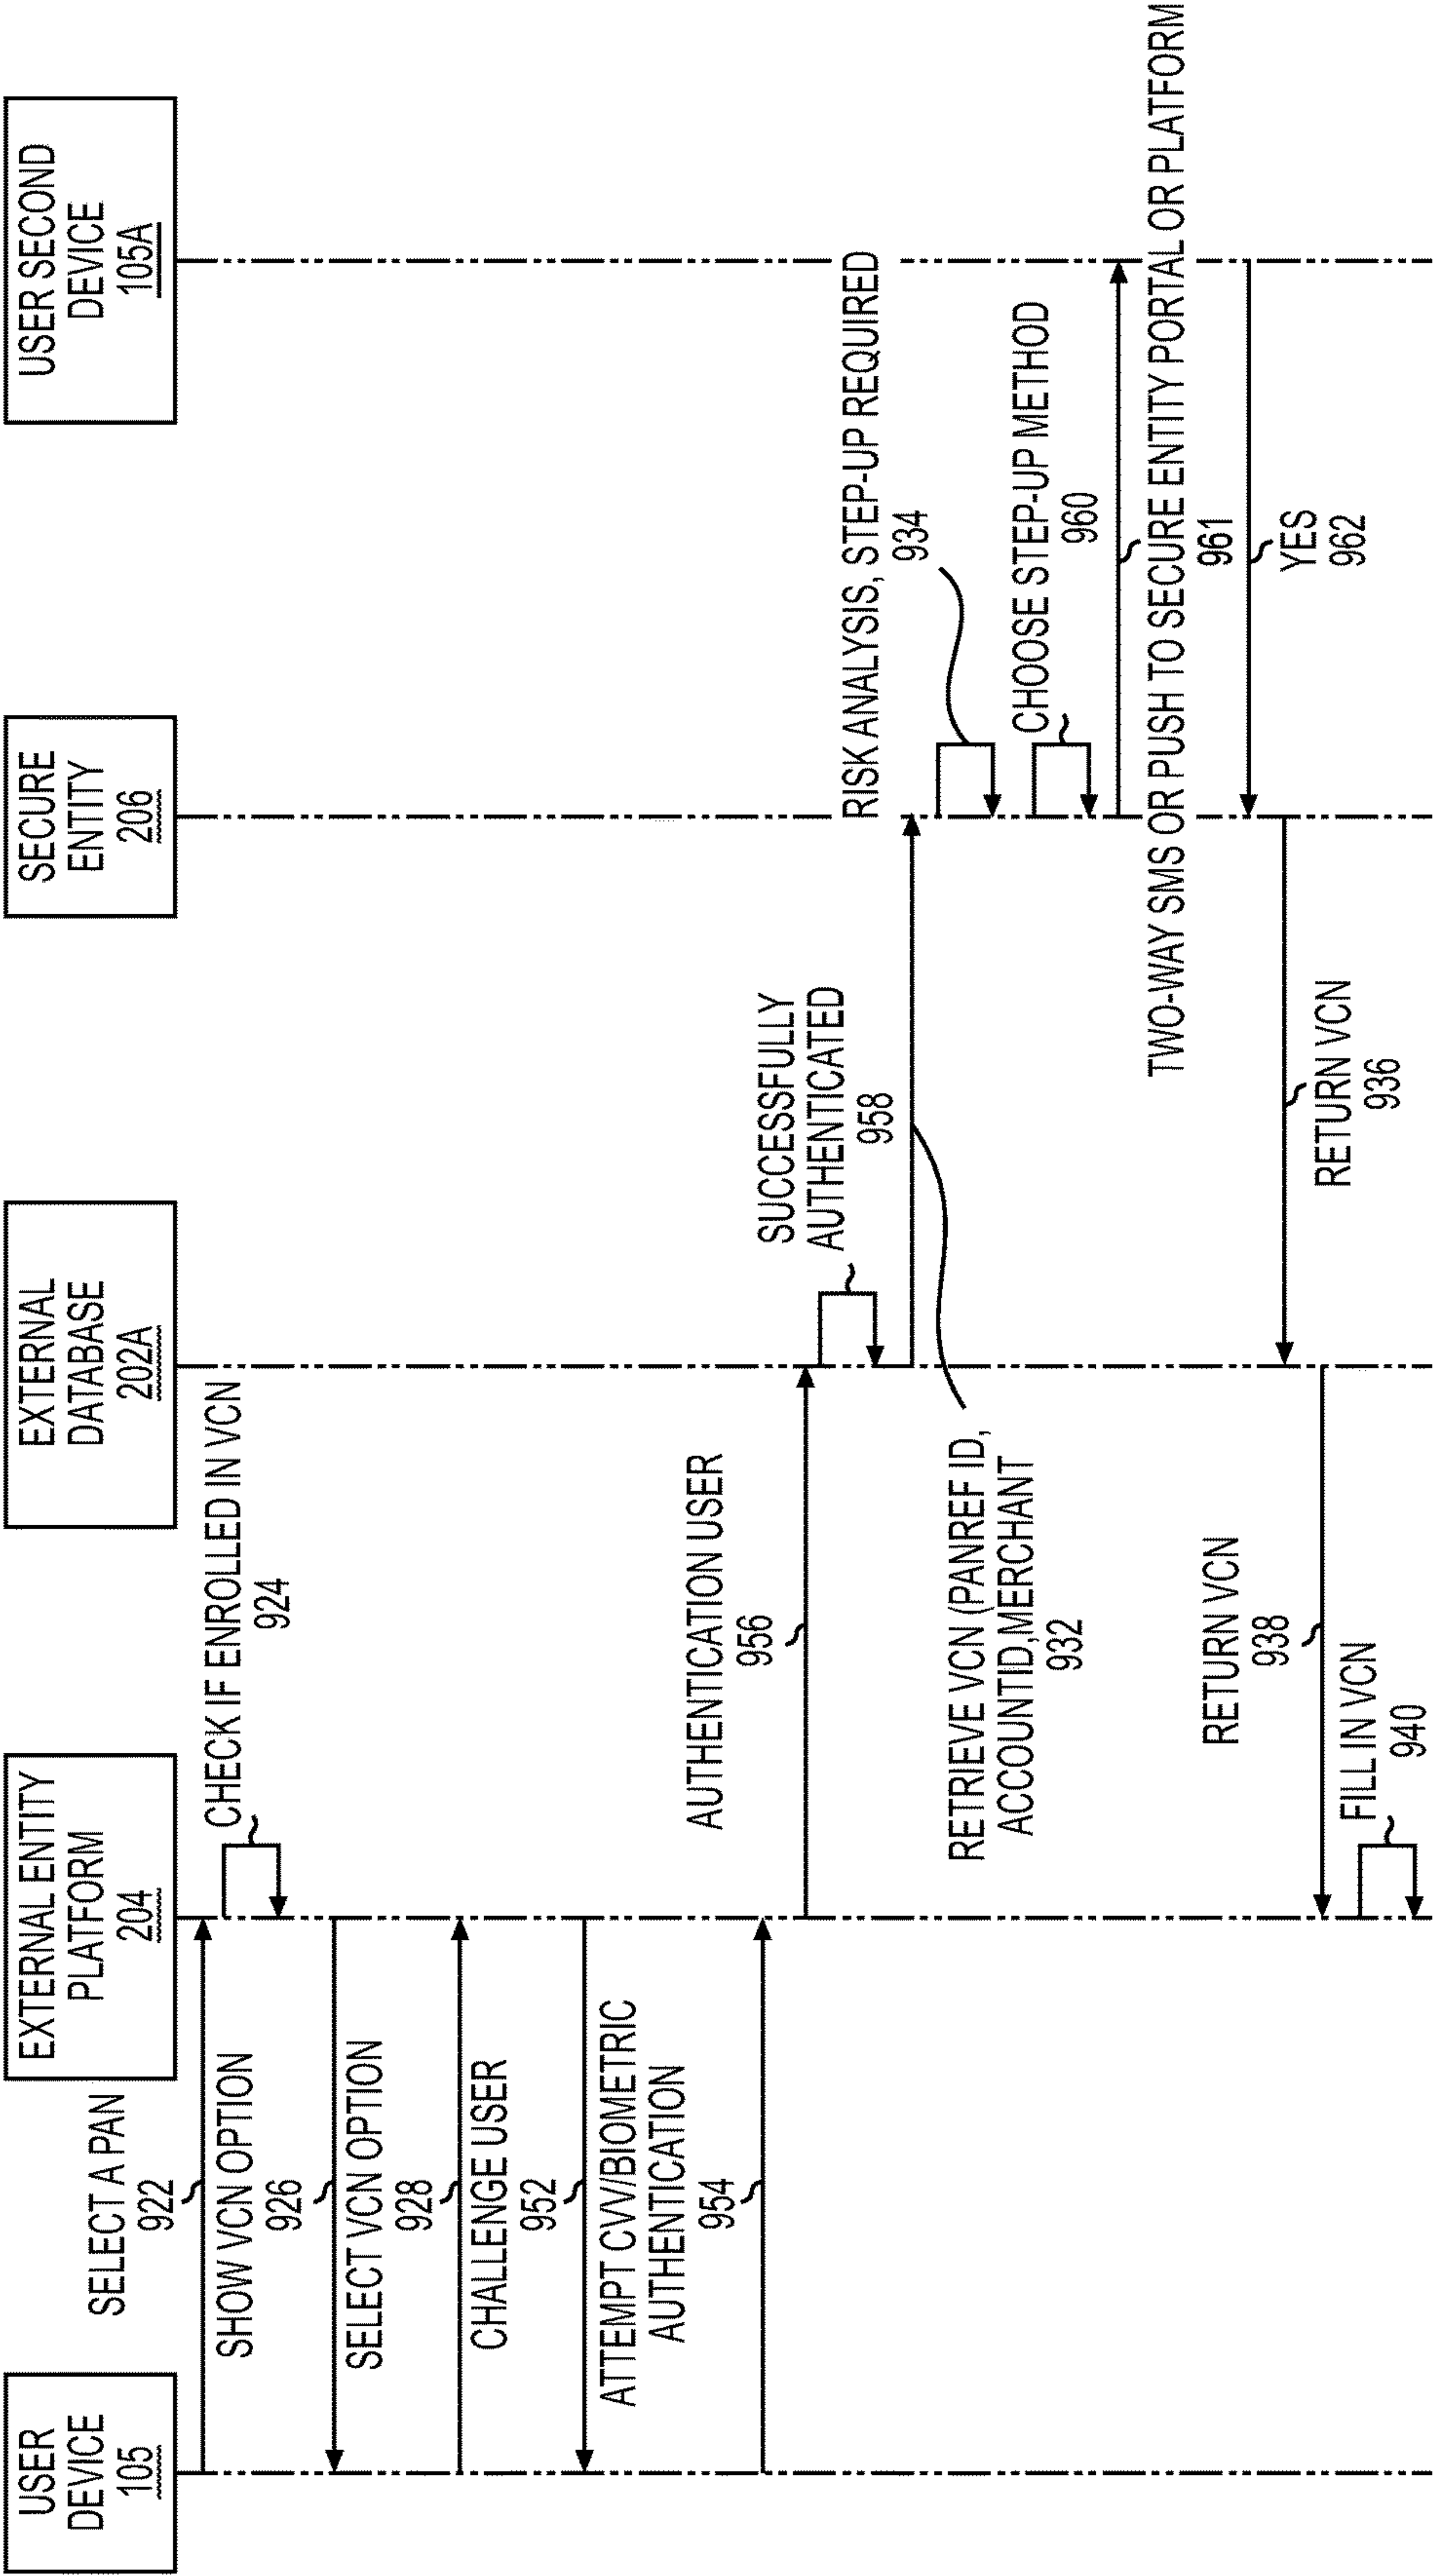 USER
DEVICE
105
EXTERNAL ENTITY
PLATFORM
204
EXTERNAL
DATABASE
202A
SECURE
ENTITY
206
USER SECOND
DEVICE
105A
SELECT A PAN
922
CHECK IF ENROLLED IN VCN
924
SHOW VCN OPTION
926
SELECT VCN OPTION
928
CHALLENGE USER
952
ATTEMPT CVV/BIOMETRIC
AUTHENTICATION
954
AUTHENTICATION USER
956
SUCCESSFULLY
AUTHENTICATED
958
RETRIEVE VCN (PANREF ID,
ACCOUNTID,MERCHANT
932
RISK ANALYSIS, STEP-UP REQUIRED
934
CHOOSE STEP-UP METHOD
960
TWO-WAY SMS OR PUSH TO SECURE ENTITY PORTAL OR PLATFORM
961
YES
962
RETURN VCN
936
RETURN VCN
938
FILL IN VCN
940